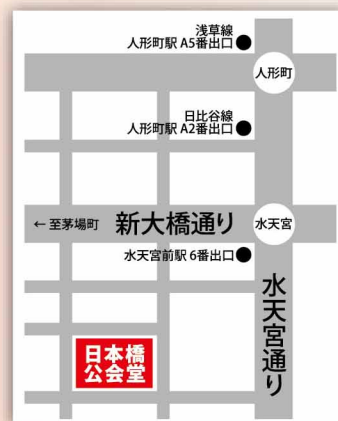 浅草線
人形町駅 A5番出口
人形町
日比谷線
人形町駅 A2番出口
← 至茅場町
新大橋通り
水天宮
水天宮前駅 6番出口
水天宮通り
日本橋
公会堂